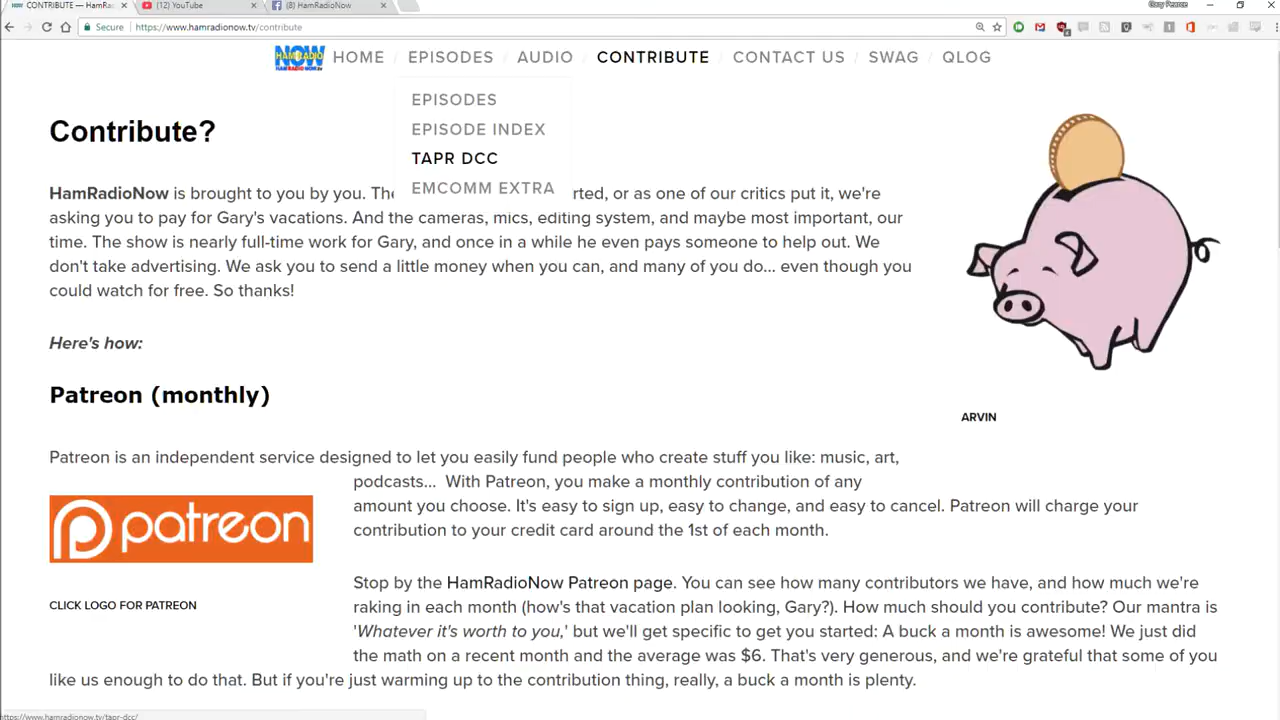 CONTRIBUTE — HamRa
(12) YouTube
(8) HamRadioNow
Gary Pearce
Secure
https://www.hamradionow.tv/contribute
NOW
HAM RADIO
HAMRADIONOW.tv
HOME / EPISODES / AUDIO / CONTRIBUTE / CONTACT US / SWAG / QLOG
EPISODES
EPISODE INDEX
TAPR DCC
EMCOMM EXTRA
Contribute?
HamRadioNow is brought to you by you. The rted, or as one of our critics put it, we're
asking you to pay for Gary's vacations. And the cameras, mics, editing system, and maybe most important, our
time. The show is nearly full-time work for Gary, and once in a while he even pays someone to help out. We
don't take advertising. We ask you to send a little money when you can, and many of you do... even though you
could watch for free. So thanks!
Here's how:
Patreon (monthly)
ARVIN
Patreon is an independent service designed to let you easily fund people who create stuff you like: music, art,
podcasts... With Patreon, you make a monthly contribution of any
amount you choose. It's easy to sign up, easy to change, and easy to cancel. Patreon will charge your
contribution to your credit card around the 1st of each month.
patreon
CLICK LOGO FOR PATREON
Stop by the HamRadioNow Patreon page. You can see how many contributors we have, and how much we're
raking in each month (how's that vacation plan looking, Gary?). How much should you contribute? Our mantra is
'Whatever it's worth to you,' but we'll get specific to get you started: A buck a month is awesome! We just did
the math on a recent month and the average was $6. That's very generous, and we're grateful that some of you
like us enough to do that. But if you're just warming up to the contribution thing, really, a buck a month is plenty.
https://www.hamradionow.tv/tapr-dcc/